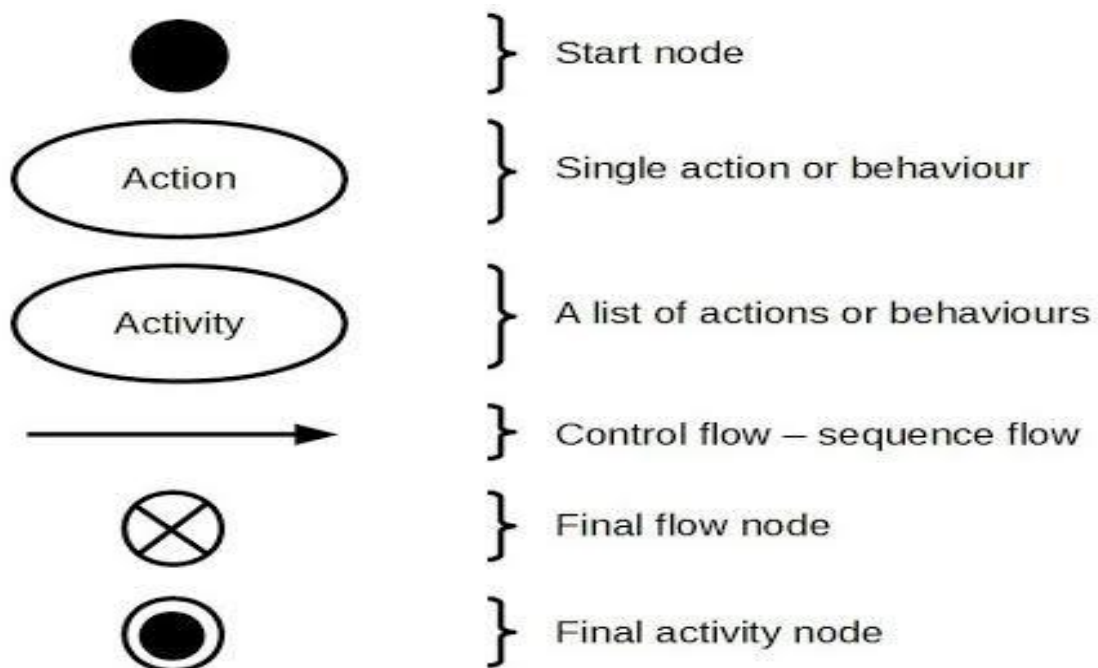 Start node
Action
Single action or behaviour
Activity
A list of actions or behaviours
Control flow – sequence flow
Final flow node
Final activity node